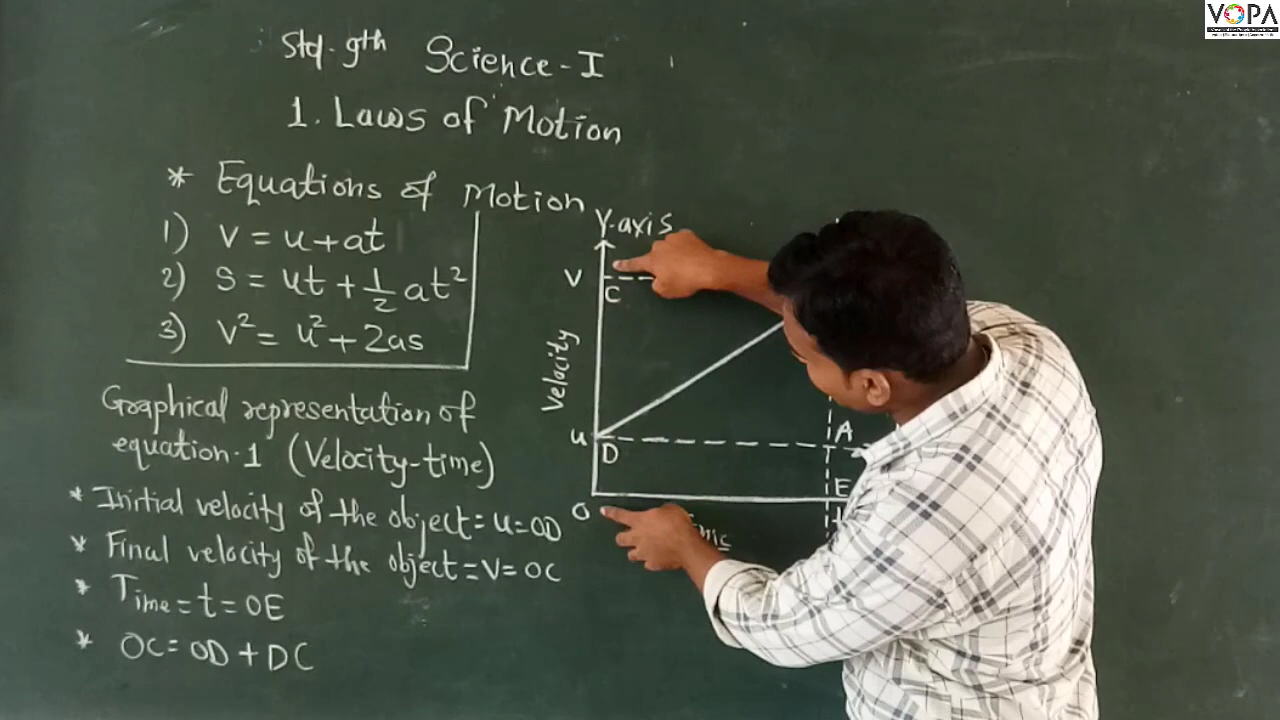 Std. 9th Science-I
1. Laws of Motion
* Equations of Motion
1) v = u+at
2) s = ut + 1/2 at²
3) v² = u² + 2as
Graphical representation of
equation.1 (Velocity-time)
* Initial velocity of the object = u = OD
* Final velocity of the object = v = OC
* Time = t = OE
* OC = OD + DC
Y-axis
V
C
Velocity
u
D
A
O
E
t
VOPA